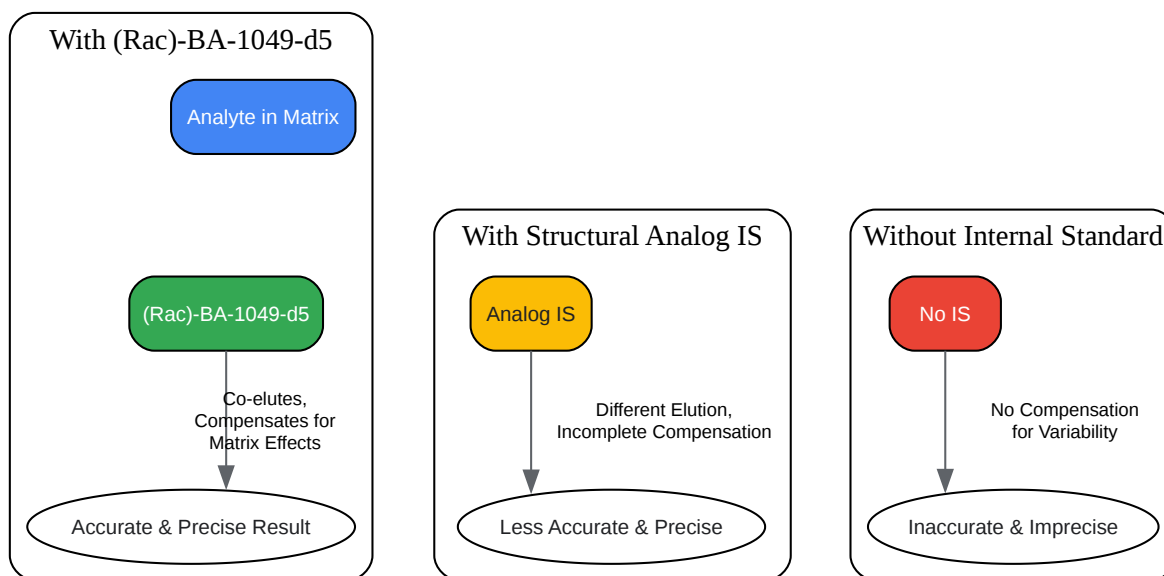 With (Rac)-BA-1049-d5
Analyte in Matrix
(Rac)-BA-1049-d5
Co-elutes,
Compensates for
Matrix Effects
Accurate & Precise Result
With Structural Analog IS
Analog IS
Different Elution,
Incomplete Compensation
Less Accurate & Precise
Without Internal Standard
No IS
No Compensation
for Variability
Inaccurate & Imprecise